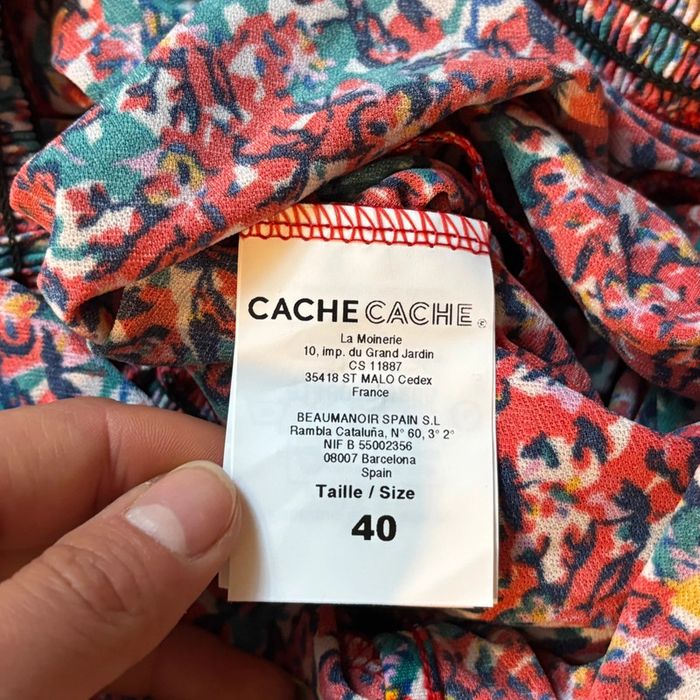 CACHE CACHE ©
La Moinerie
10, imp. du Grand Jardin
CS 11887
35418 ST MALO Cedex
France
BEAUMANOIR SPAIN S.L
Rambla Cataluña, N° 60, 3° 2°
NIF B 55002356
08007 Barcelona
Spain
Taille / Size
40